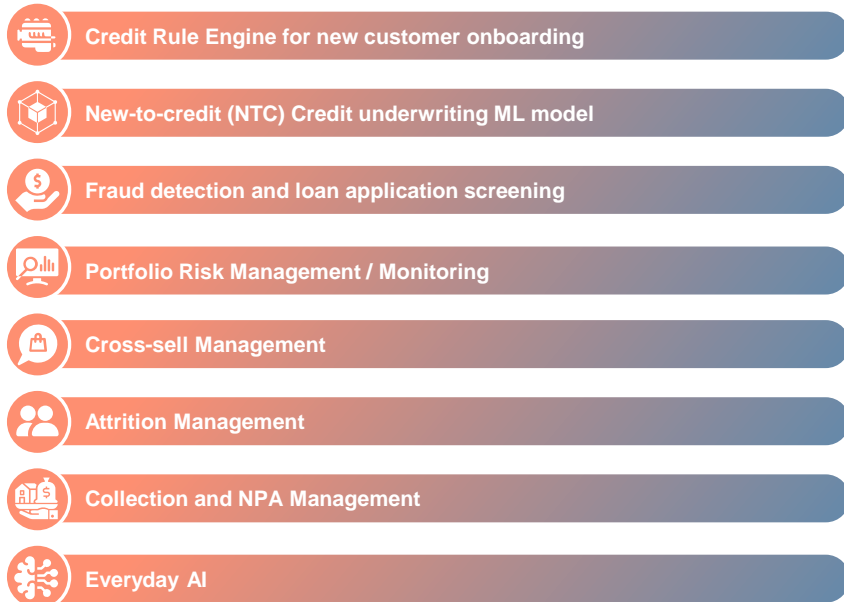 Credit Rule Engine for new customer onboarding
New-to-credit (NTC) Credit underwriting ML model
Fraud detection and loan application screening
Portfolio Risk Management / Monitoring
Cross-sell Management
Attrition Management
Collection and NPA Management
Everyday AI